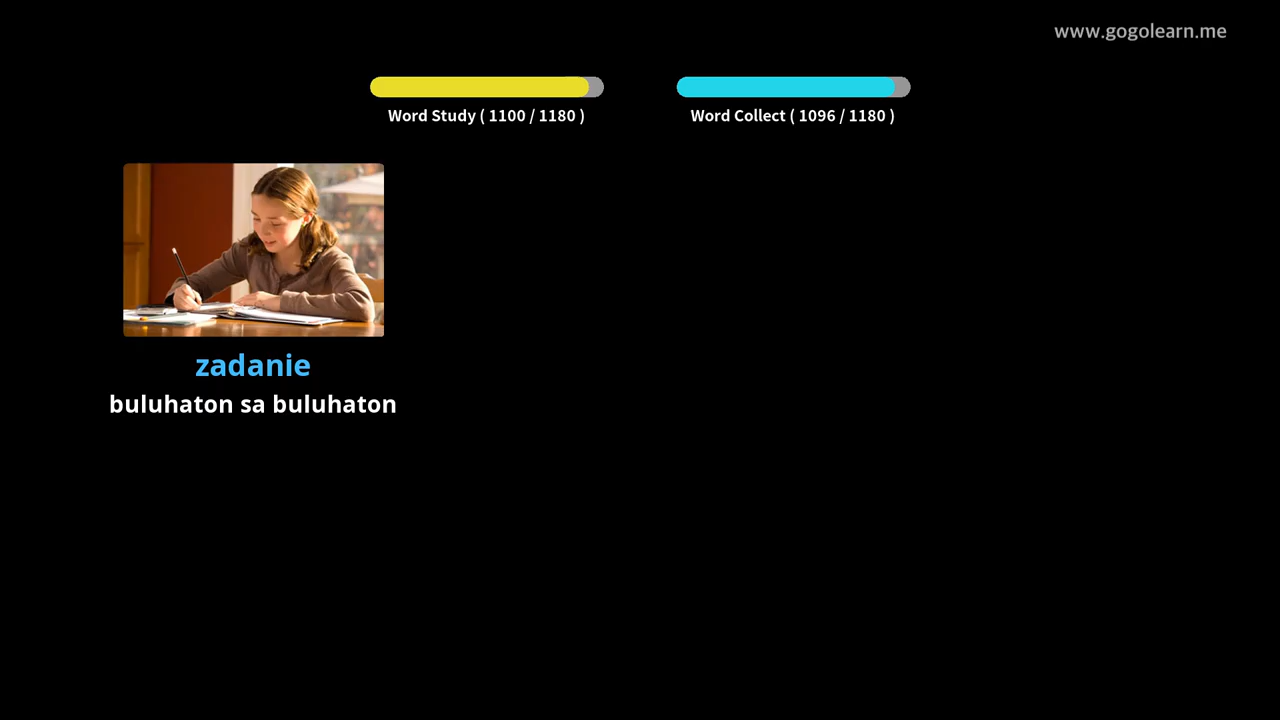 www.gogolearn.me
Word Study ( 1100 / 1180 )
Word Collect ( 1096 / 1180 )
zadanie
buluhaton sa buluhaton